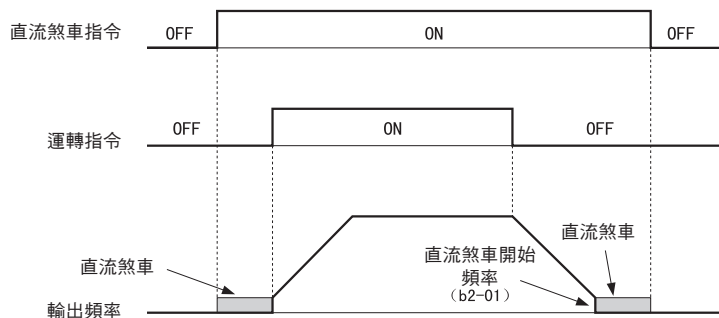 直流煞車指令 OFF ON OFF
運轉指令 OFF ON OFF
直流煞車
直流煞車開始
頻率
（b2-01）
直流煞車
輸出頻率